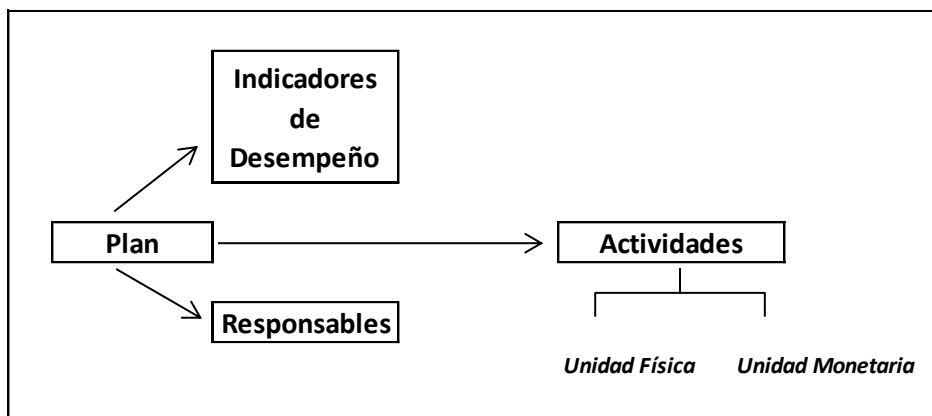 Indicadores
de
Desempeño
Plan
Actividades
Responsables
Unidad Física
Unidad Monetaria